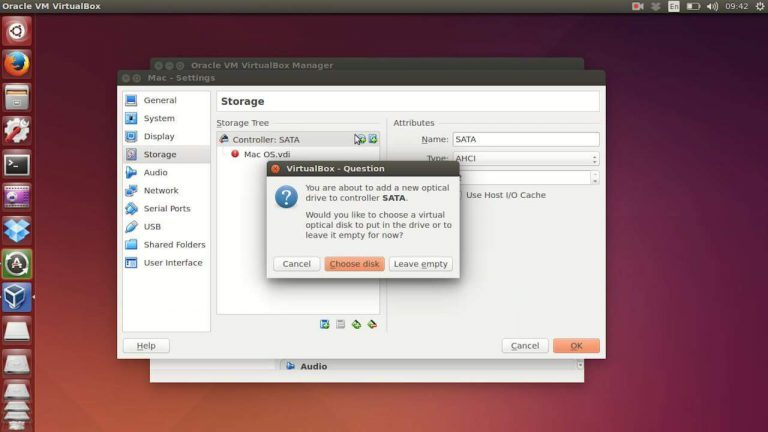 Oracle VM VirtualBox
En
09:42
Oracle VM VirtualBox Manager
Mac - Settings
General
System
Display
Storage
Audio
Network
Serial Ports
USB
Shared Folders
User Interface
Storage
Storage Tree
Controller: SATA
Mac OS.vdi
Attributes
Name: SATA
Type: AHCI
Use Host I/O Cache
VirtualBox - Question
You are about to add a new optical
drive to controller SATA.
Would you like to choose a virtual
optical disk to put in the drive or to
leave it empty for now?
Cancel
Choose disk
Leave empty
Help
Cancel
OK
Audio